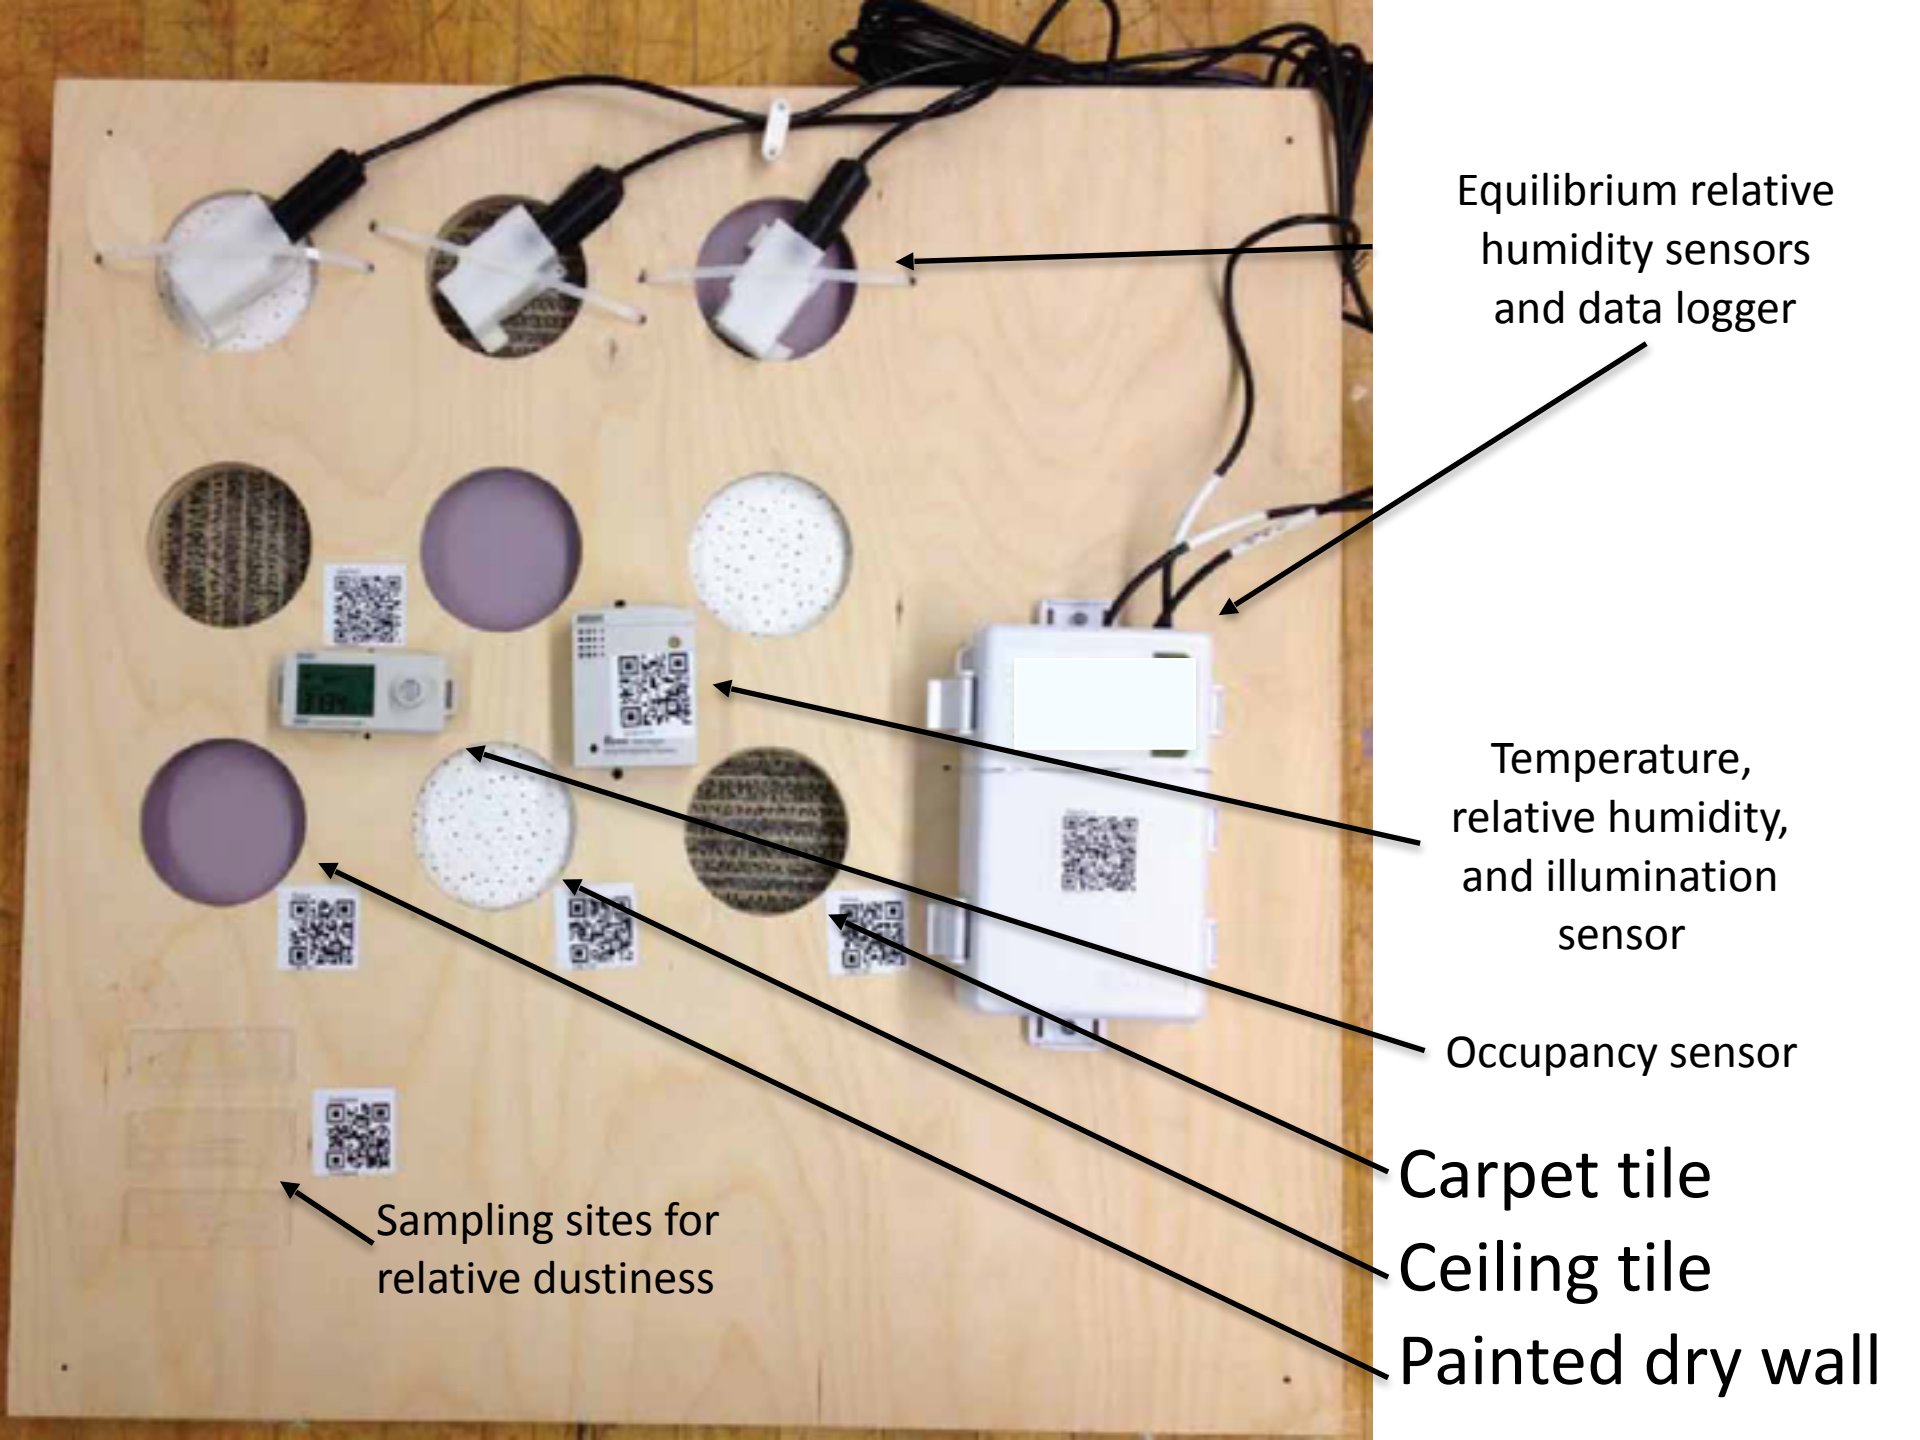 Equilibrium relative
humidity sensors
and data logger
Temperature,
relative humidity,
and illumination
sensor
Occupancy sensor
Carpet tile
Ceiling tile
Painted dry wall
Sampling sites for
relative dustiness